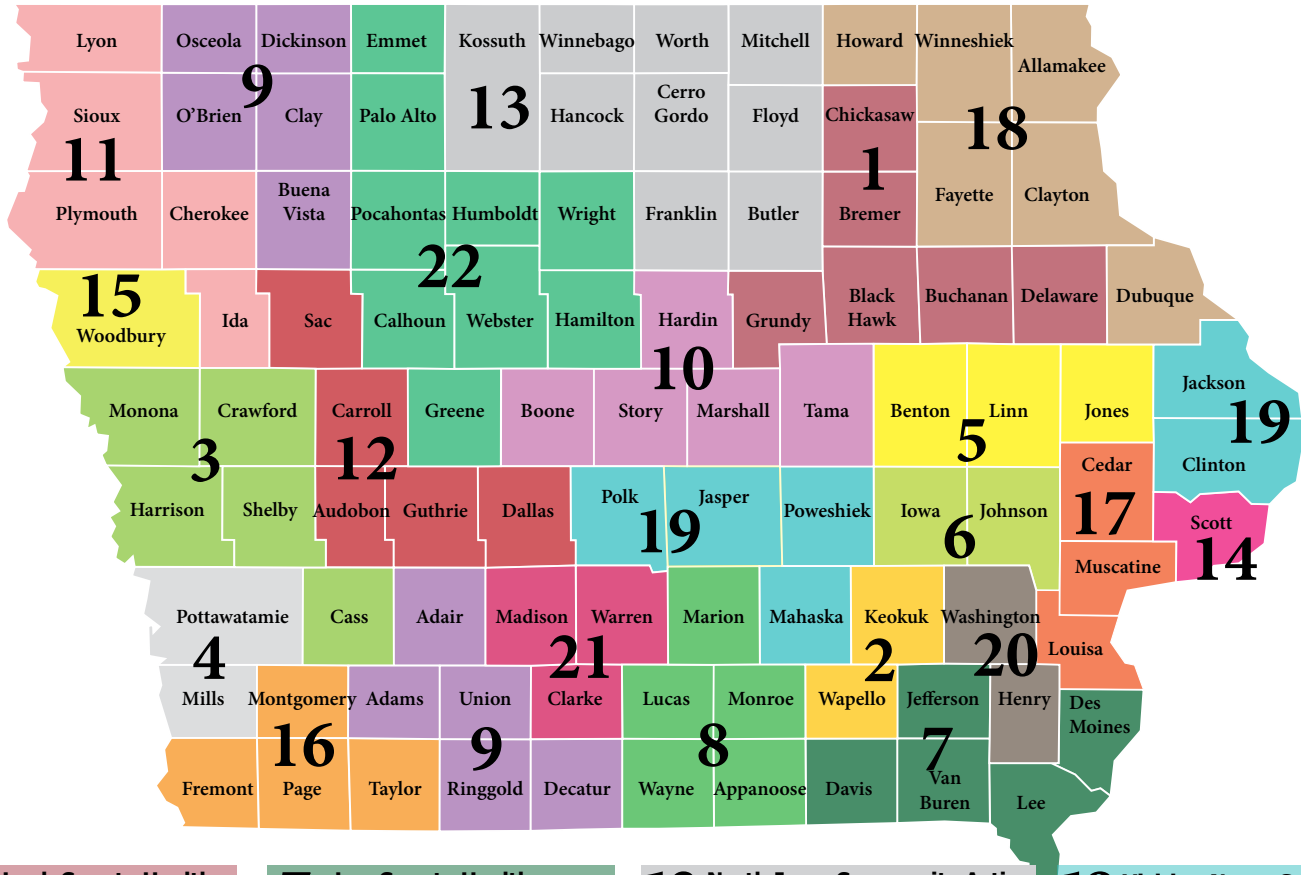 Lyon Osceola Dickinson Emmet Kossuth Winnebago Worth Mitchell Howard Winneshiek
Allamakee
9
Sioux O'Brien Clay Palo Alto 13 Hancock Cerro
Gordo Floyd Chickasaw
11 1 18
Plymouth Cherokee Buena
Vista Pocahontas Humboldt Wright Franklin Butler Bremer Fayette Clayton
22
15
Woodbury Ida Sac Calhoun Webster Hamilton Hardin Grundy Black
Hawk Buchanan Delaware Dubuque
10
Monona Crawford Carroll Greene Boone Story Marshall Tama Benton Linn Jones Jackson
3 12 5 19
Cedar Clinton
Harrison Shelby Audobon Guthrie Dallas Polk Jasper Poweshiek Iowa Johnson 17 Scott
19 6 14
Muscatine
Pottawatamie Cass Adair Madison Warren Marion Mahaska Keokuk Washington
4 21 2 20 Louisa
Mills Montgomery Adams Union Clarke Lucas Monroe Wapello Jefferson Henry Des
Moines
16 9 8 7
Fremont Page Taylor Ringgold Decatur Wayne Appanoose Davis Van
Buren Lee